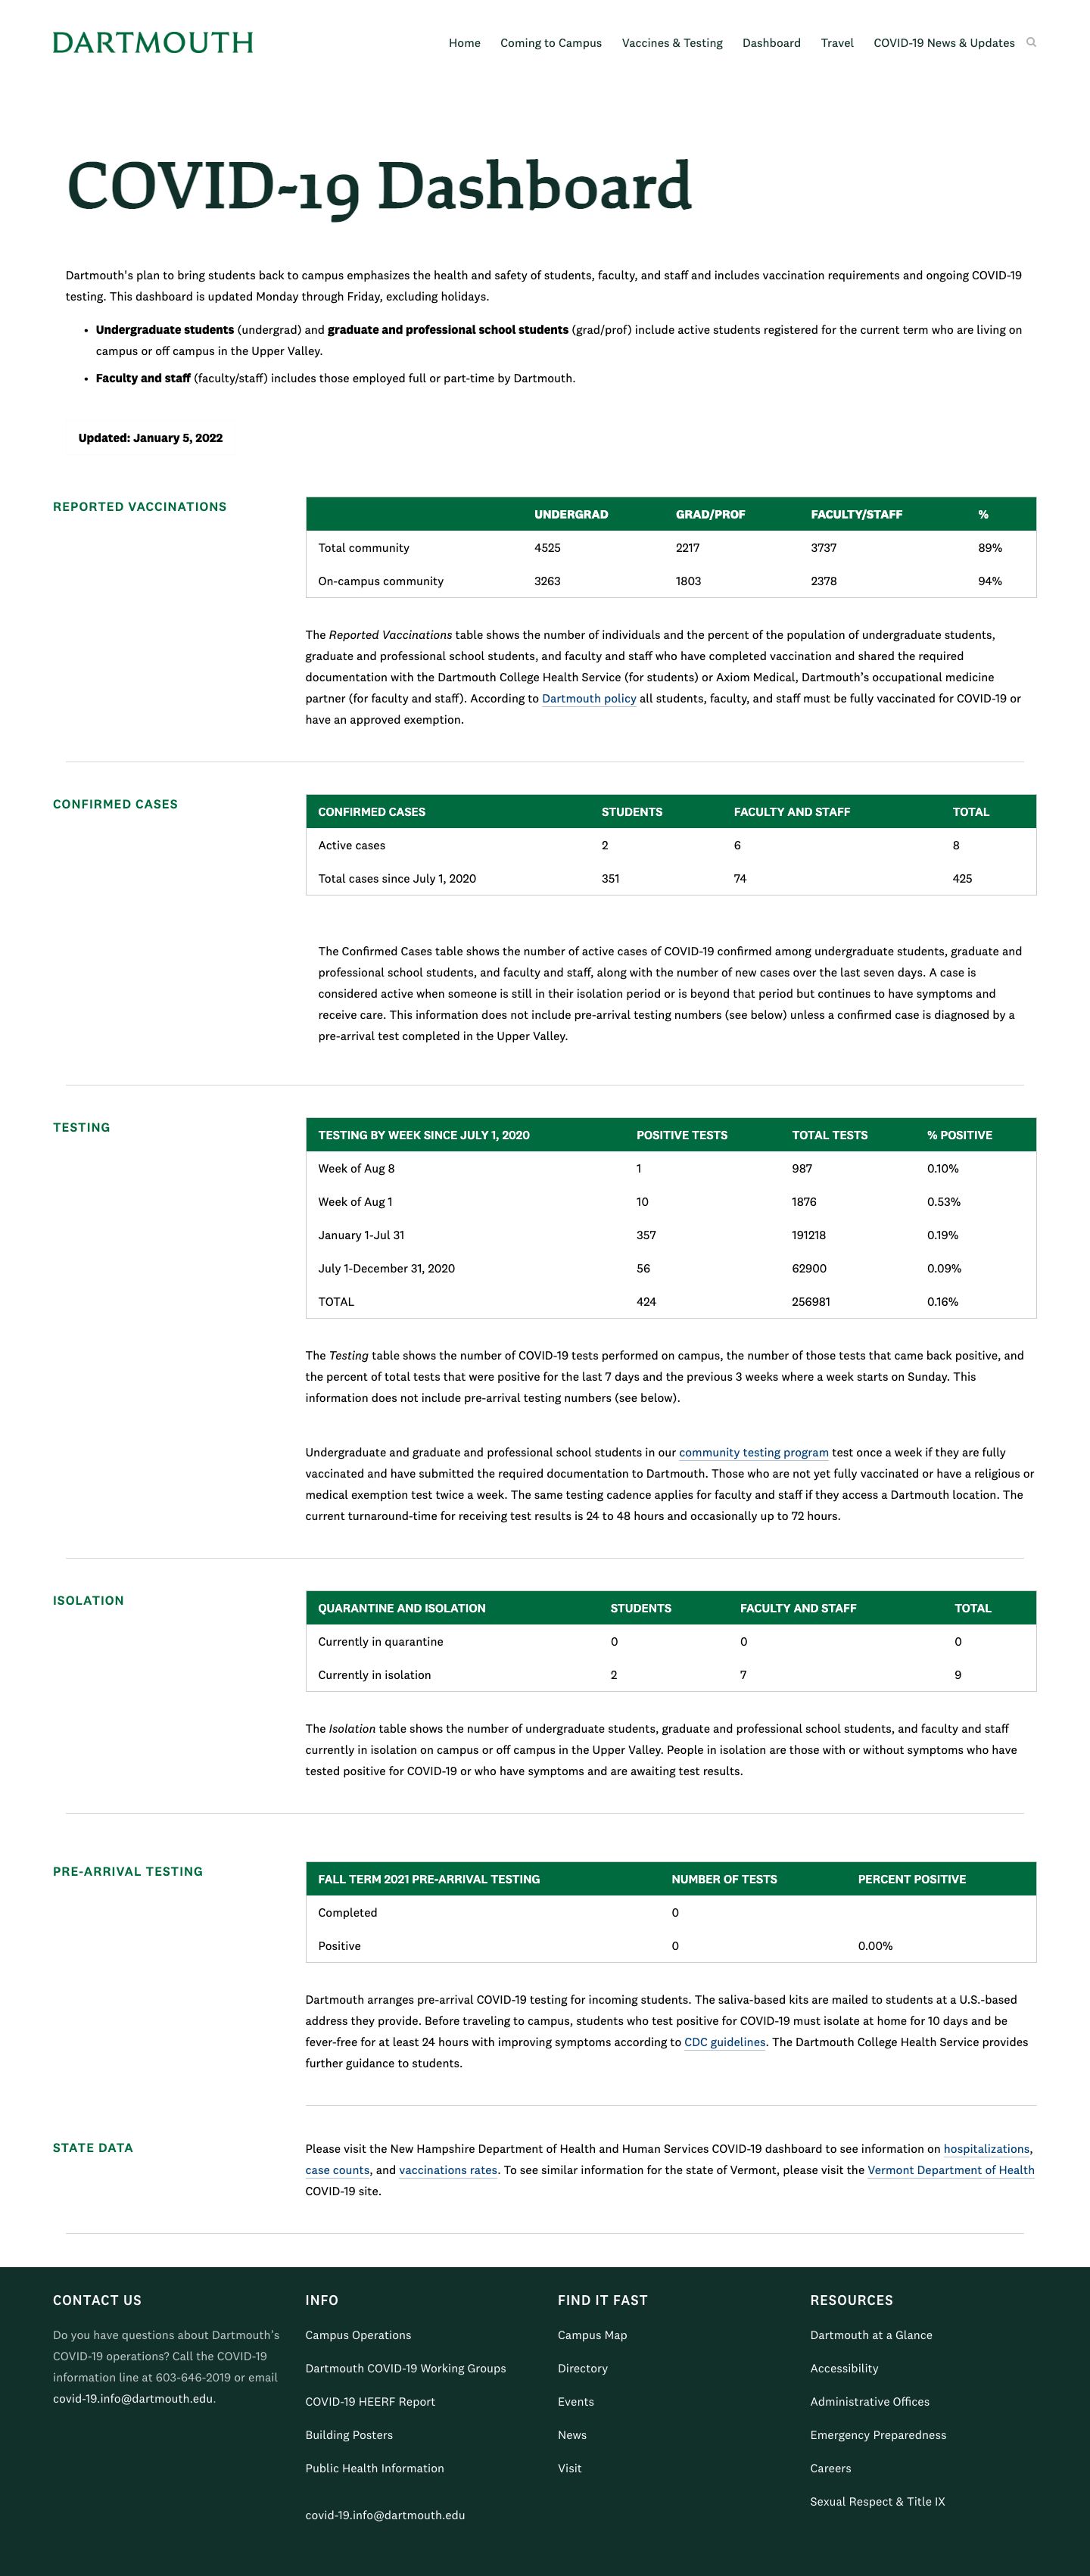 DARTMOUTH
Home Coming to Campus Vaccines & Testing Dashboard Travel COVID-19 News & Updates
COVID-19 Dashboard
Dartmouth's plan to bring students back to campus emphasizes the health and safety of students, faculty, and staff and includes vaccination requirements and ongoing COVID-19
testing. This dashboard is updated Monday through Friday, excluding holidays.
• Undergraduate students (undergrad) and graduate and professional school students (grad/prof) include active students registered for the current term who are living on
campus or off campus in the Upper Valley.
• Faculty and staff (faculty/staff) includes those employed full or part-time by Dartmouth.
Updated: January 5, 2022
REPORTED VACCINATIONS
UNDERGRAD GRAD/PROF FACULTY/STAFF %
Total community 4525 2217 3737 89%
On-campus community 3263 1803 2378 94%
The Reported Vaccinations table shows the number of individuals and the percent of the population of undergraduate students,
graduate and professional school students, and faculty and staff who have completed vaccination and shared the required
documentation with the Dartmouth College Health Service (for students) or Axiom Medical, Dartmouth's occupational medicine
partner (for faculty and staff). According to Dartmouth policy all students, faculty, and staff must be fully vaccinated for COVID-19 or
have an approved exemption.
CONFIRMED CASES
CONFIRMED CASES STUDENTS FACULTY AND STAFF TOTAL
Active cases 2 6 8
Total cases since July 1, 2020 351 74 425
The Confirmed Cases table shows the number of active cases of COVID-19 confirmed among undergraduate students, graduate and
professional school students, and faculty and staff, along with the number of new cases over the last seven days. A case is
considered active when someone is still in their isolation period or is beyond that period but continues to have symptoms and
receive care. This information does not include pre-arrival testing numbers (see below) unless a confirmed case is diagnosed by a
pre-arrival test completed in the Upper Valley.
TESTING
TESTING BY WEEK SINCE JULY 1, 2020 POSITIVE TESTS TOTAL TESTS % POSITIVE
Week of Aug 8 1 987 0.10%
Week of Aug 1 10 1876 0.53%
January 1-Jul 31 357 191218 0.19%
July 1-December 31, 2020 56 62900 0.09%
TOTAL 424 256981 0.16%
The Testing table shows the number of COVID-19 tests performed on campus, the number of those tests that came back positive, and
the percent of total tests that were positive for the last 7 days and the previous 3 weeks where a week starts on Sunday. This
information does not include pre-arrival testing numbers (see below).
Undergraduate and graduate and professional school students in our community testing program test once a week if they are fully
vaccinated and have submitted the required documentation to Dartmouth. Those who are not yet fully vaccinated or have a religious or
medical exemption test twice a week. The same testing cadence applies for faculty and staff if they access a Dartmouth location. The
current turnaround-time for receiving test results is 24 to 48 hours and occasionally up to 72 hours.
ISOLATION
QUARANTINE AND ISOLATION STUDENTS FACULTY AND STAFF TOTAL
Currently in quarantine 0 0 0
Currently in isolation 2 7 9
The Isolation table shows the number of undergraduate students, graduate and professional school students, and faculty and staff
currently in isolation on campus or off campus in the Upper Valley. People in isolation are those with or without symptoms who have
tested positive for COVID-19 or who have symptoms and are awaiting test results.
PRE-ARRIVAL TESTING
FALL TERM 2021 PRE-ARRIVAL TESTING NUMBER OF TESTS PERCENT POSITIVE
Completed 0
Positive 0 0.00%
Dartmouth arranges pre-arrival COVID-19 testing for incoming students. The saliva-based kits are mailed to students at a U.S.-based
address they provide. Before traveling to campus, students who test positive for COVID-19 must isolate at home for 10 days and be
fever-free for at least 24 hours with improving symptoms according to CDC guidelines. The Dartmouth College Health Service provides
further guidance to students.
STATE DATA
Please visit the New Hampshire Department of Health and Human Services COVID-19 dashboard to see information on hospitalizations,
case counts, and vaccinations rates. To see similar information for the state of Vermont, please visit the Vermont Department of Health
COVID-19 site.
CONTACT US
Do you have questions about Dartmouth's
COVID-19 operations? Call the COVID-19
information line at 603-646-2019 or email
covid-19.info@dartmouth.edu.
INFO
Campus Operations
Dartmouth COVID-19 Working Groups
COVID-19 HEERF Report
Building Posters
Public Health Information
covid-19.info@dartmouth.edu
FIND IT FAST
Campus Map
Directory
Events
News
Visit
RESOURCES
Dartmouth at a Glance
Accessibility
Administrative Offices
Emergency Preparedness
Careers
Sexual Respect & Title IX